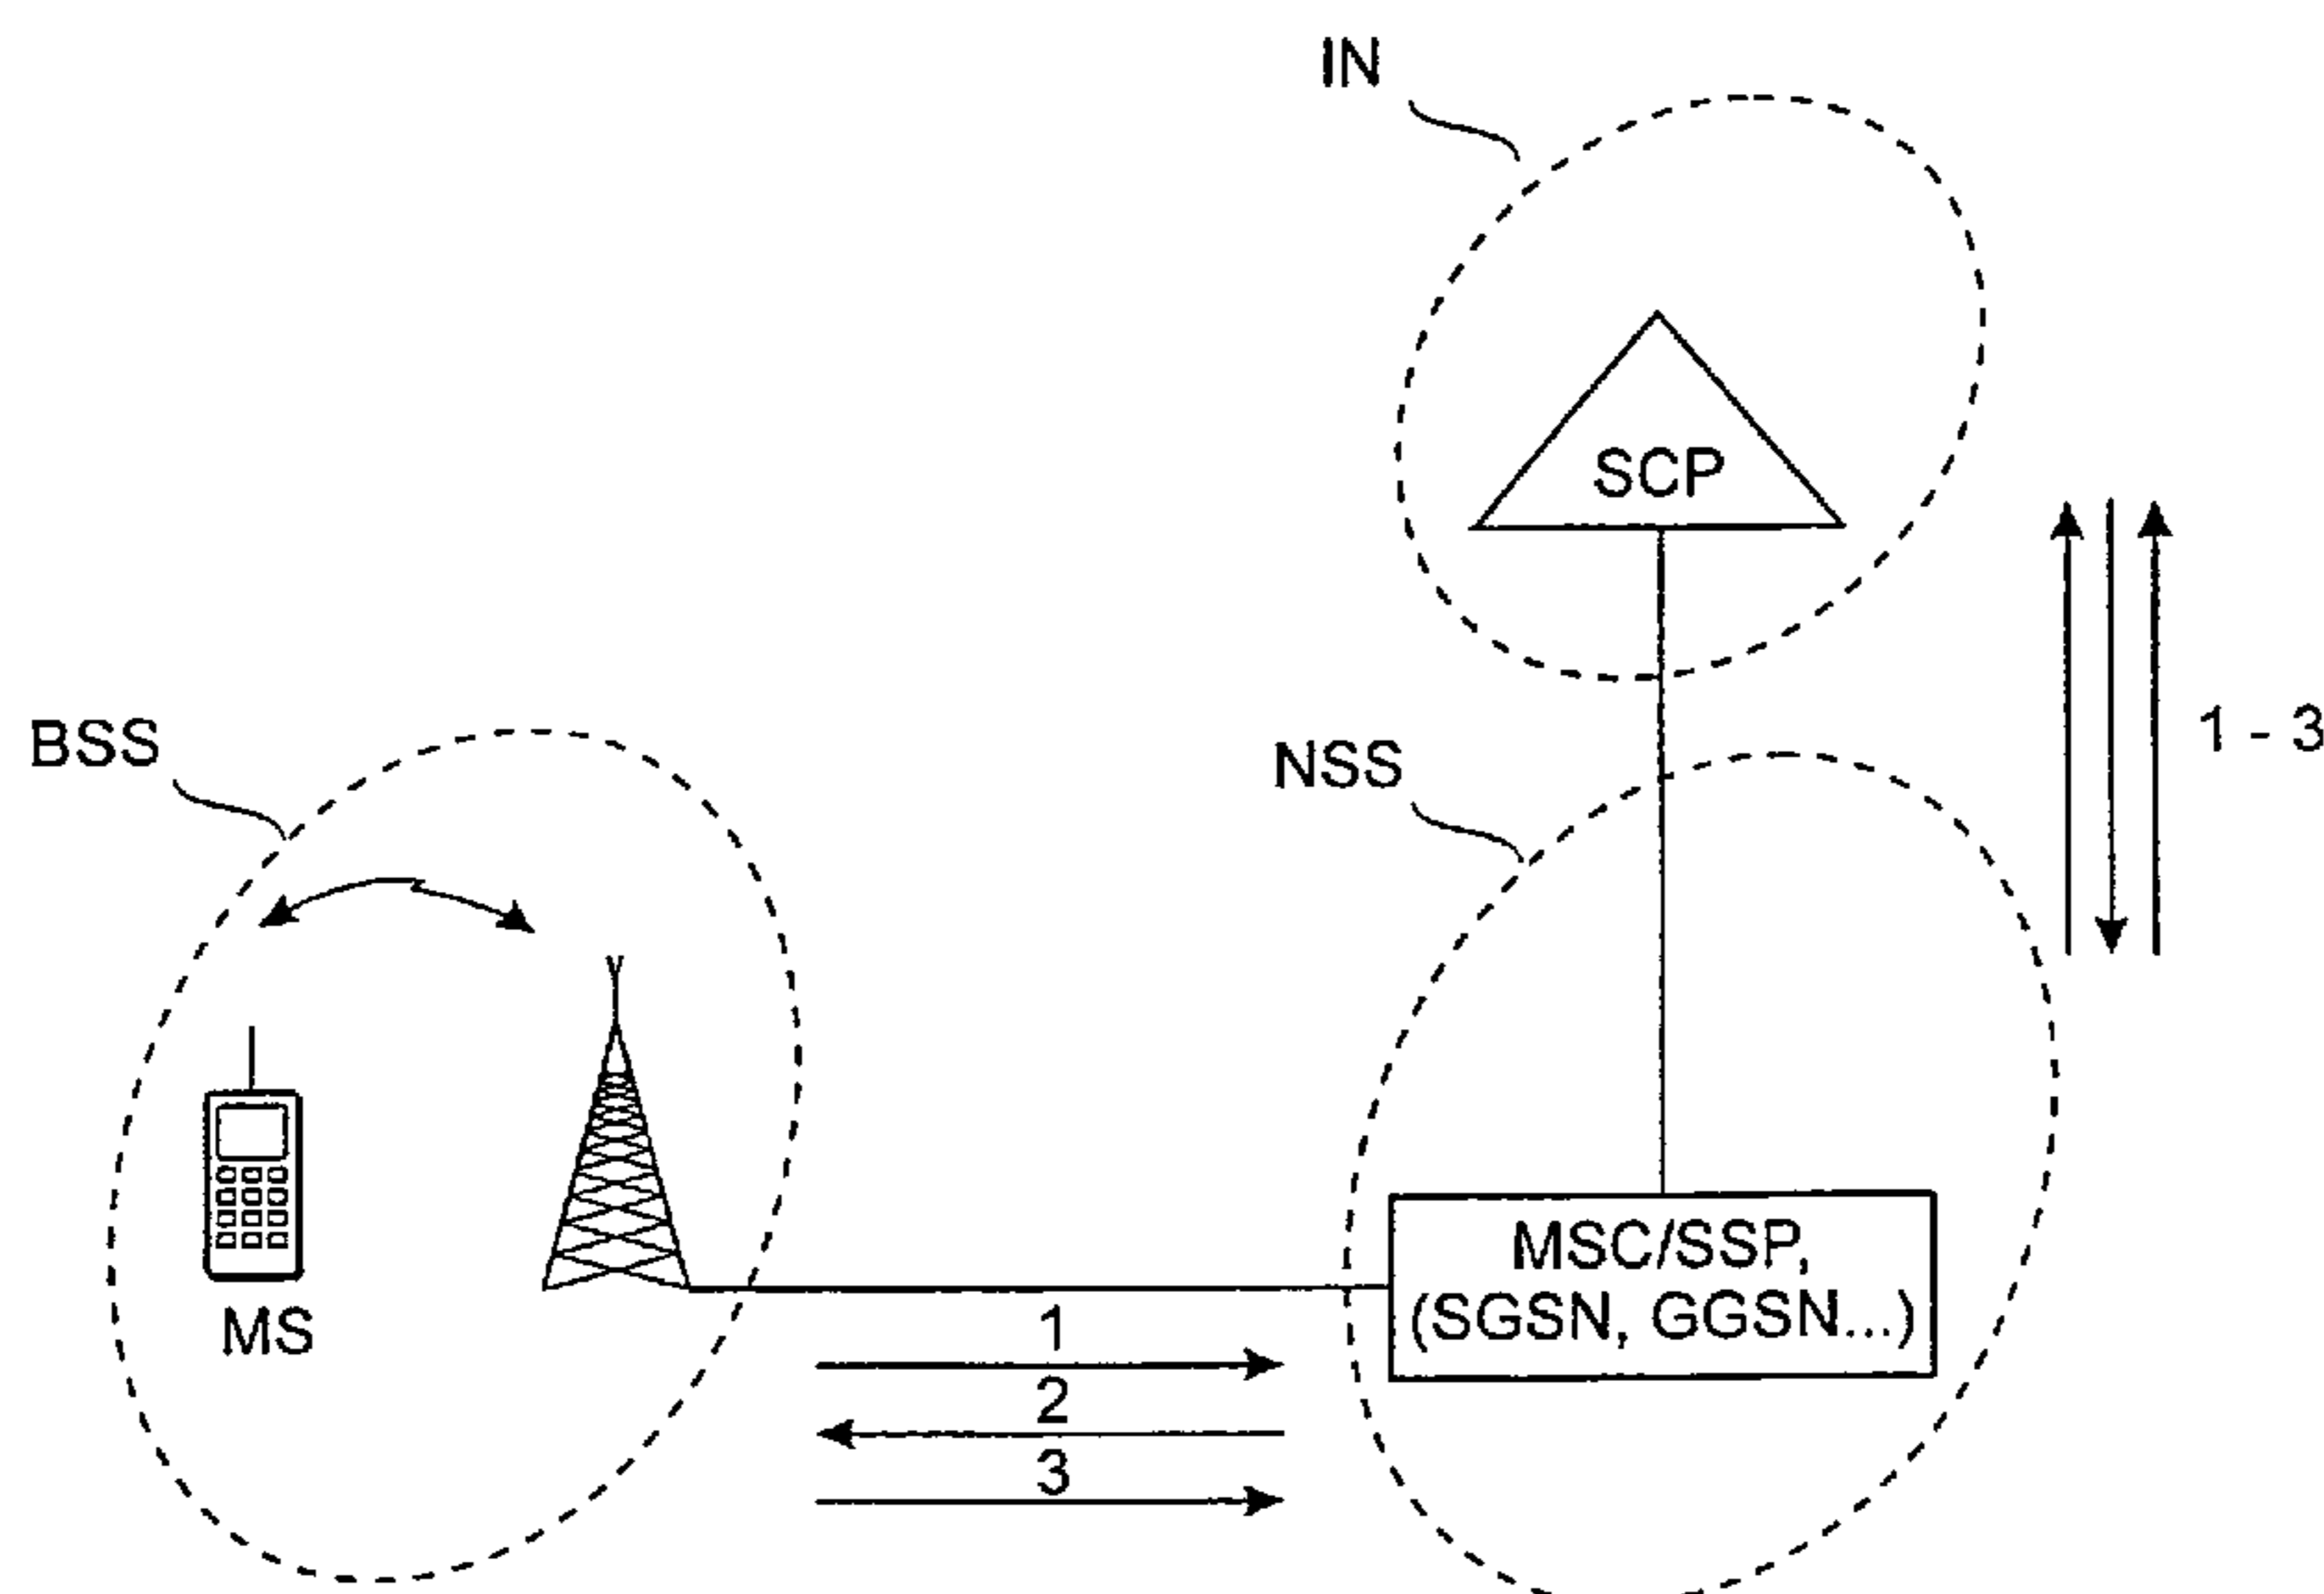 IN
SCP
1 - 3
BSS
NSS
MS
MSC/SSP,
(SGSN, GGSN...)
1
2
3